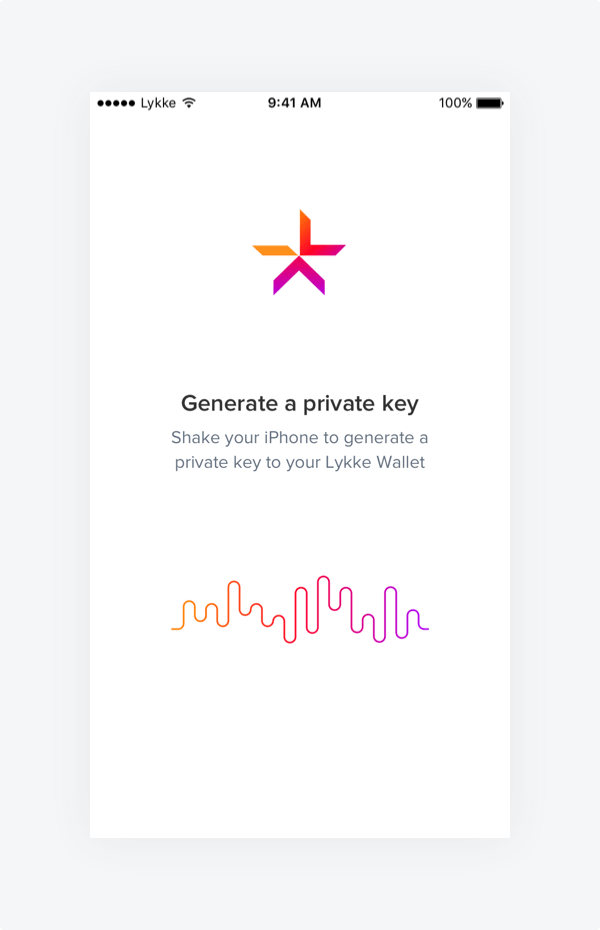 Lykke 9:41 AM 100%
Generate a private key
Shake your iPhone to generate a
private key to your Lykke Wallet